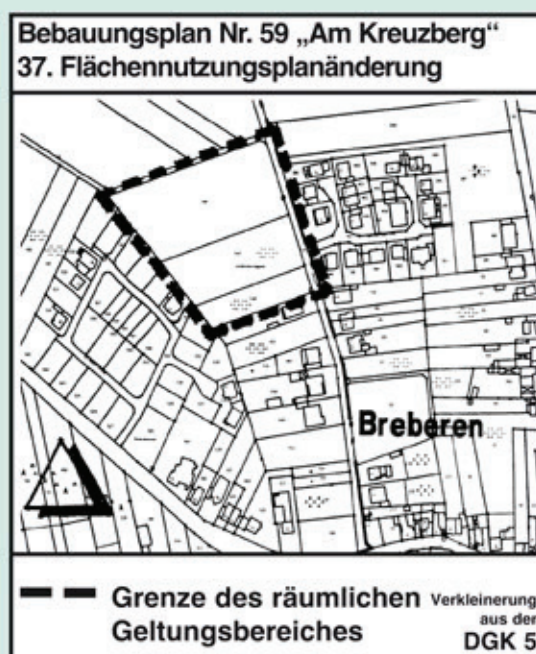 Bebauungsplan Nr. 59 „Am Kreuzberg“
37. Flächennutzungsplanänderung
Breberen
Grenze des räumlichen
Geltungsbereiches
Verkleinerung
aus der
DGK 5